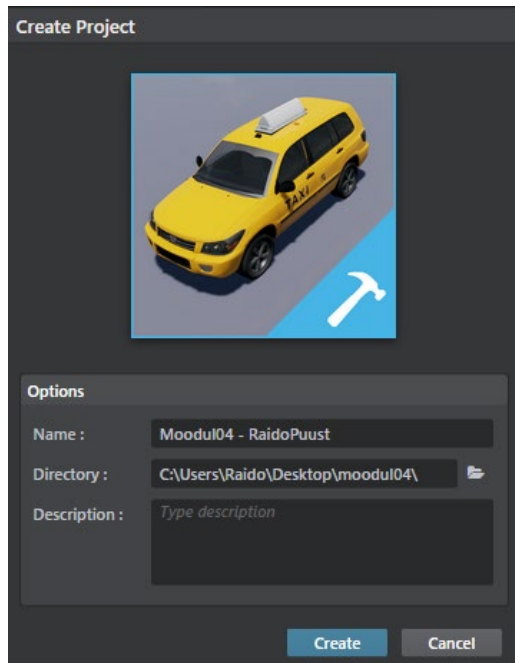 Create Project
TAXI
Options
Name :
Moodul04 - RaidoPuust
Directory :
C:\Users\Raido\Desktop\moodul04\
Description :
Type description
Create
Cancel